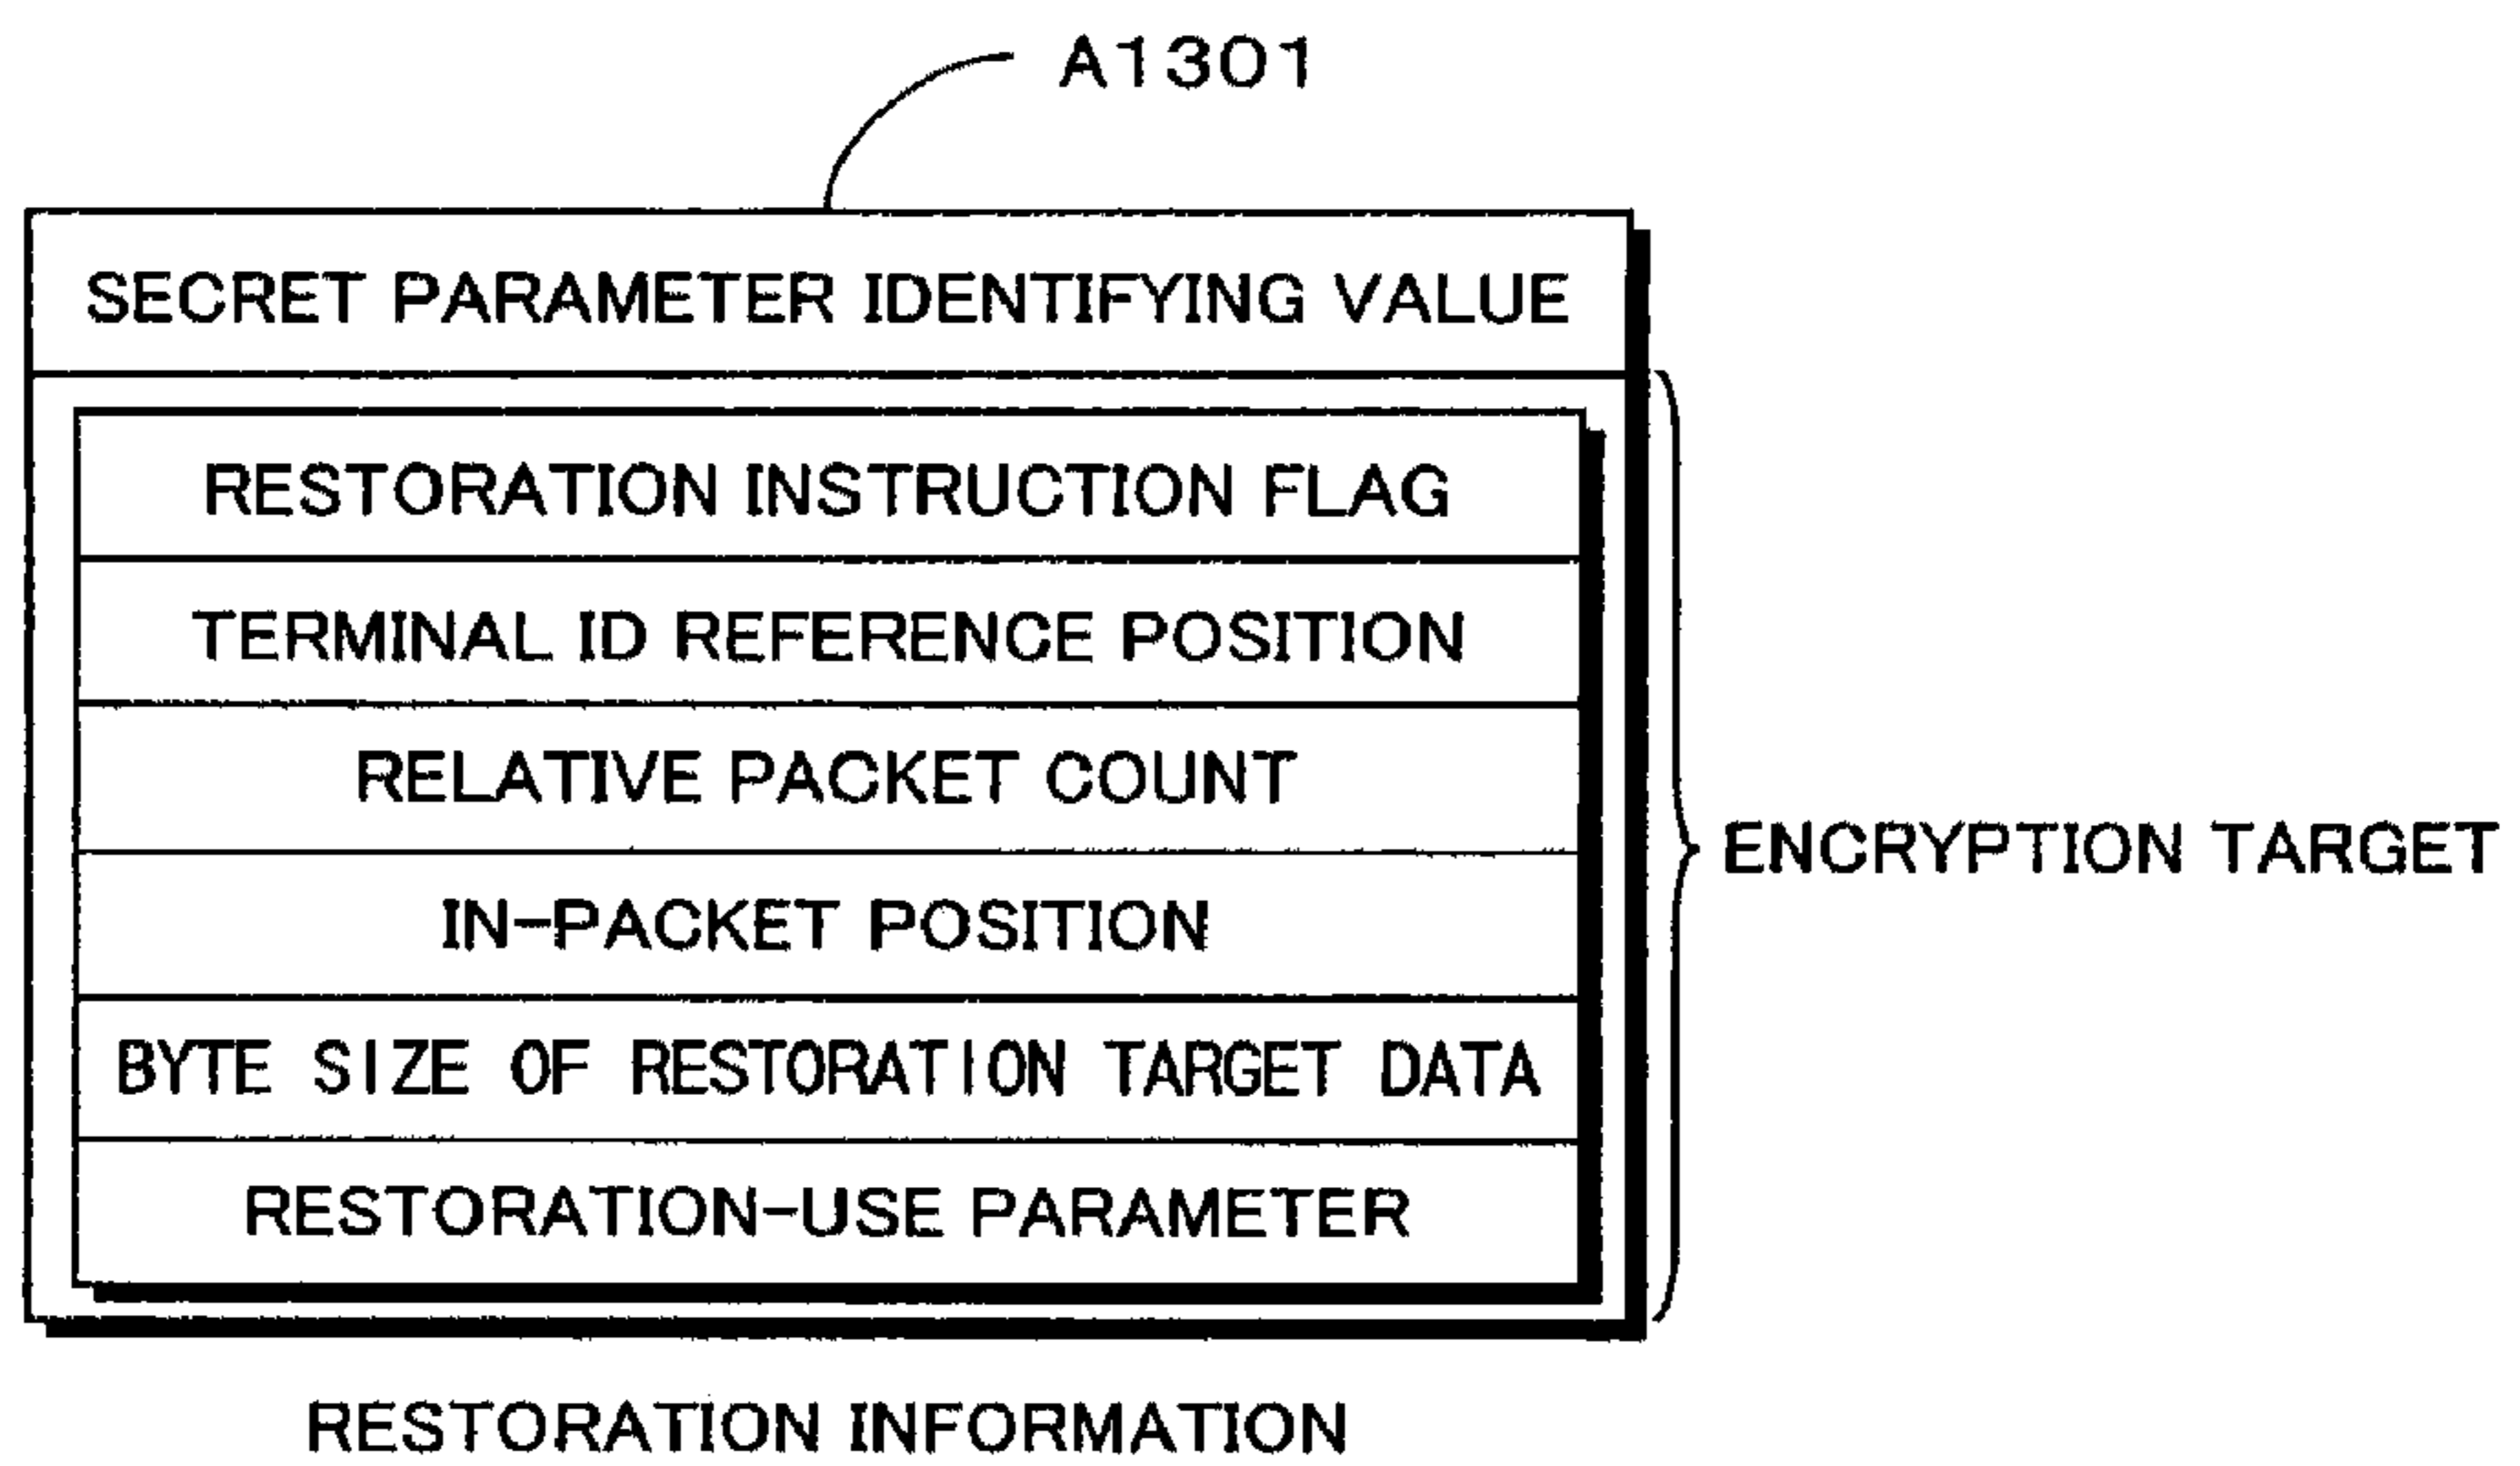 A1301
SECRET PARAMETER IDENTIFYING VALUE
RESTORATION INSTRUCTION FLAG
TERMINAL ID REFERENCE POSITION
RELATIVE PACKET COUNT
IN-PACKET POSITION
ENCRYPTION TARGET
BYTE SIZE OF RESTORATION TARGET DATA
RESTORATION-USE PARAMETER
RESTORATION INFORMATION